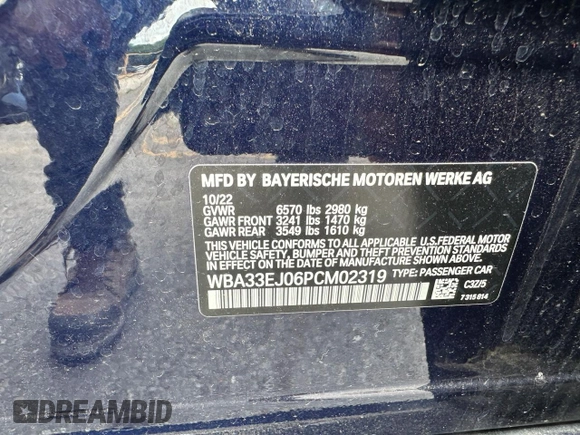 MFD BY BAYERISCHE MOTOREN WERKE AG
10/22
GVWR 6570 lbs 2980 kg
GAWR FRONT 3241 lbs 1470 kg
GAWR REAR 3549 lbs 1610 kg
THIS VEHICLE CONFORMS TO ALL APPLICABLE U.S. FEDERAL MOTOR
VEHICLE SAFETY, BUMPER AND THEFT PREVENTION STANDARDS
IN EFFECT ON THE DATE OF MANUFACTURE SHOWN ABOVE.
WBA33EJ06PCM02319 TYPE: PASSENGER CAR
C3Z/5
7 315 814
DREAMBID